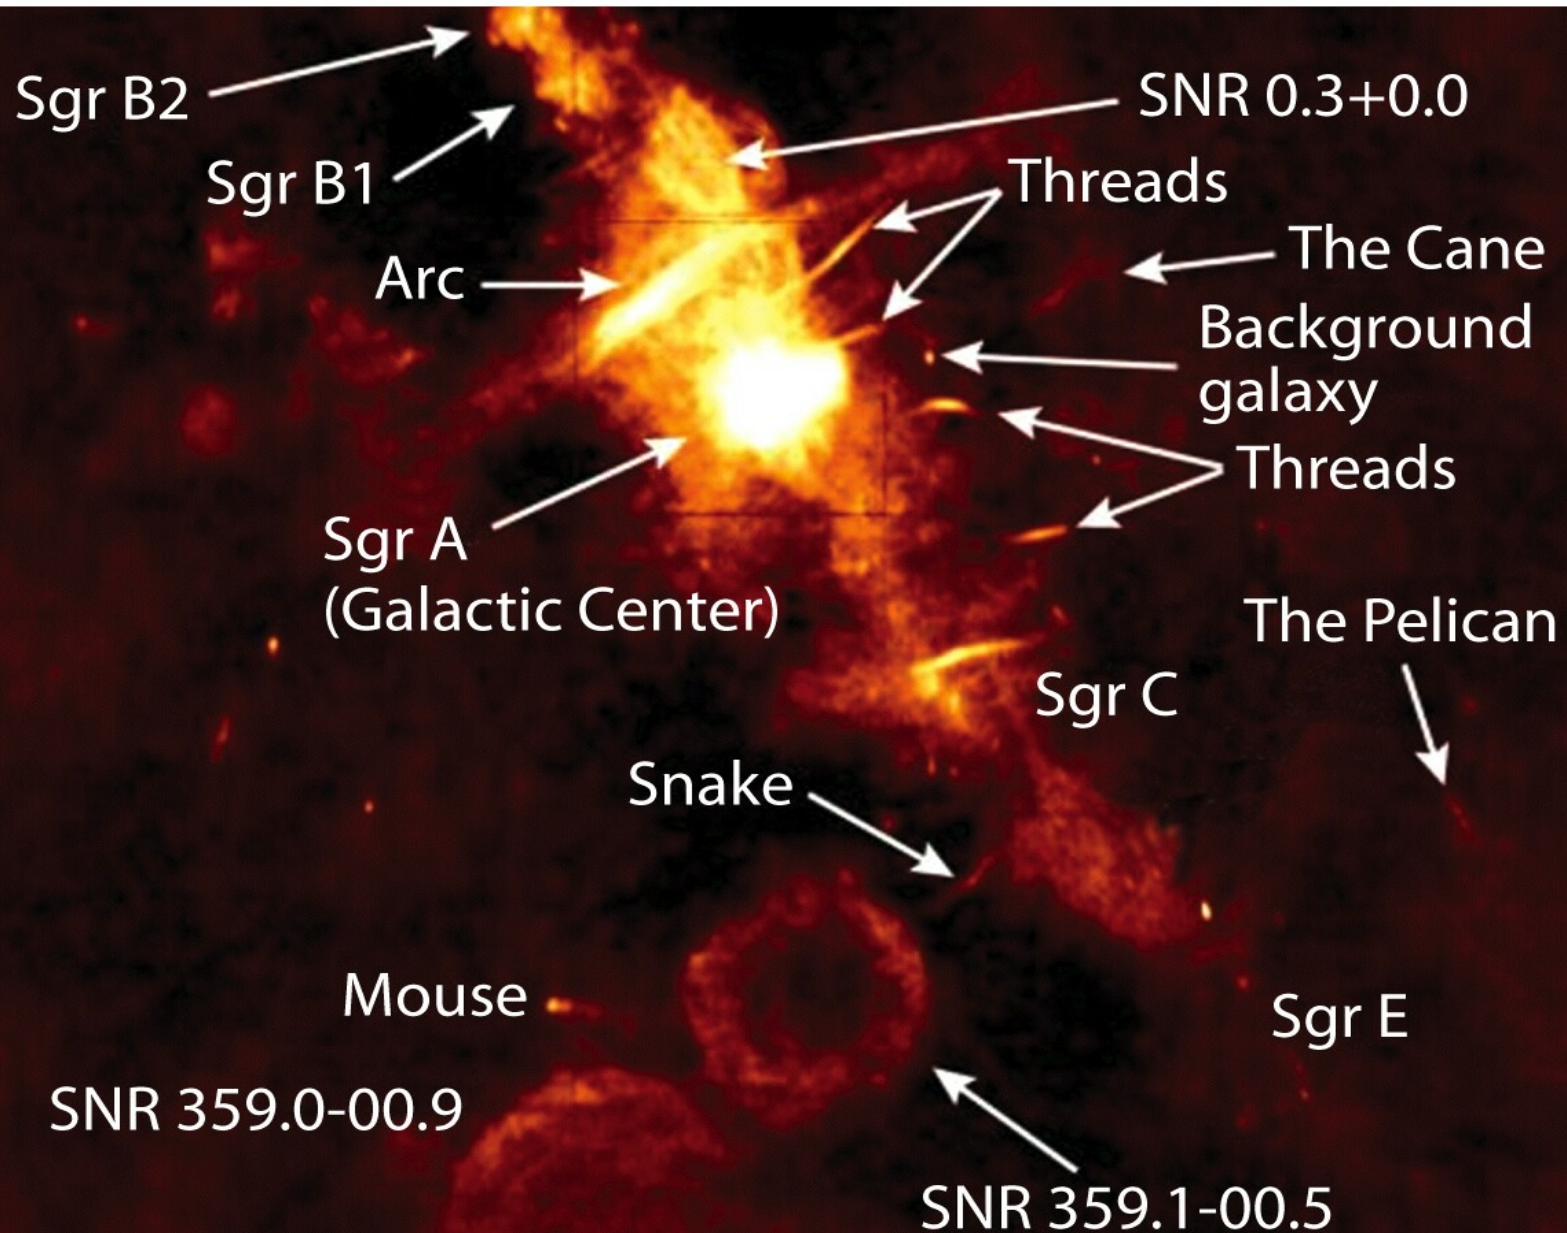 Sgr B2
SNR 0.3+0.0
Sgr B1
Threads
The Cane
Arc
Background
galaxy
Threads
Sgr A
(Galactic Center)
The Pelican
Sgr C
Snake
Mouse
Sgr E
SNR 359.0-00.9
SNR 359.1-00.5